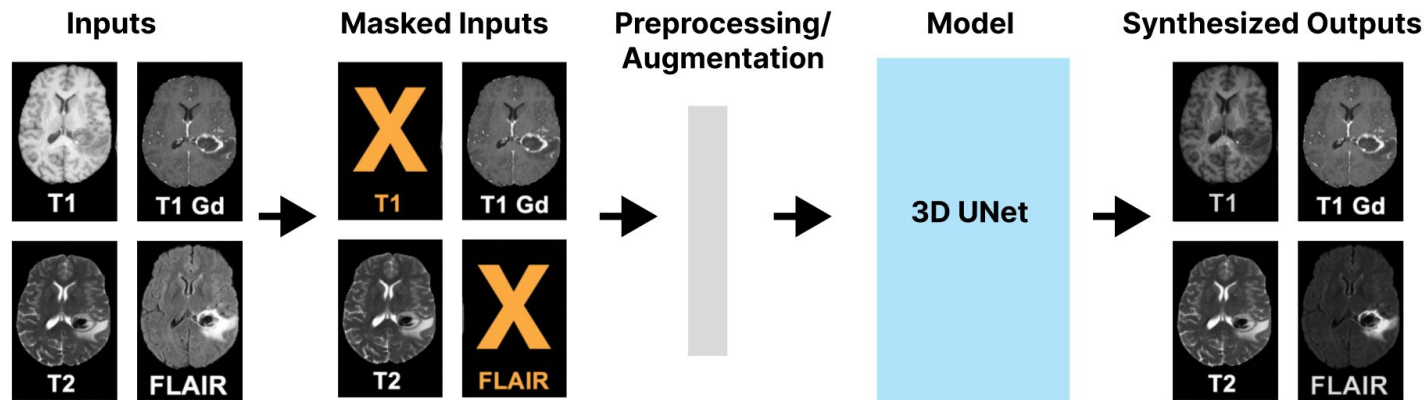 Inputs
Masked Inputs
Preprocessing/
Augmentation
Model
Synthesized Outputs
T1
T1 Gd
X
T1
T1 Gd
3D UNet
T1
T1 Gd
T2
FLAIR
T2
X
FLAIR
T2
FLAIR